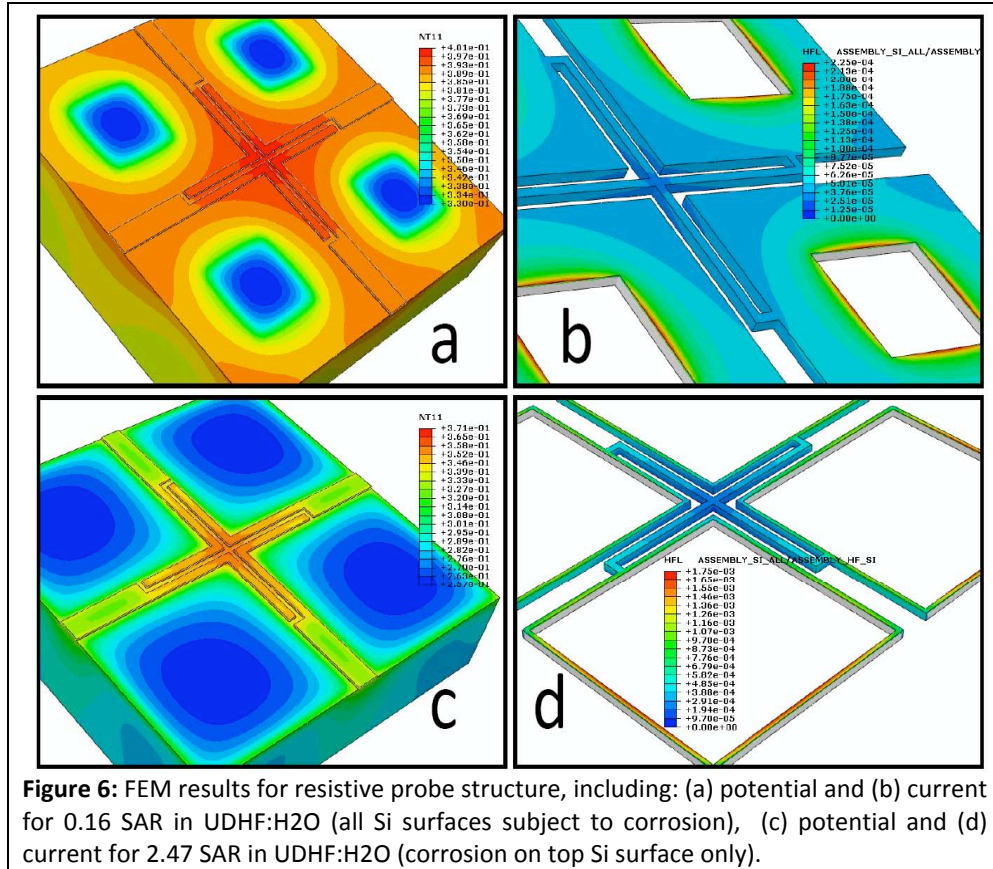 NT11
+4.01e-01
+3.97e-01
+3.93e-01
+3.89e-01
+3.85e-01
+3.81e-01
+3.77e-01
+3.73e-01
+3.69e-01
+3.65e-01
+3.62e-01
+3.58e-01
+3.54e-01
+3.50e-01
+3.46e-01
+3.42e-01
+3.38e-01
+3.34e-01
+3.30e-01
a
HFL ASSEMBLY_SI_ALL/ASSEMBLY
+2.25e-04
+2.13e-04
+2.00e-04
+1.88e-04
+1.75e-04
+1.63e-04
+1.50e-04
+1.38e-04
+1.25e-04
+1.13e-04
+1.00e-04
+8.77e-05
+7.52e-05
+6.26e-05
+5.01e-05
+3.76e-05
+2.51e-05
+1.25e-05
+0.00e+00
b
NT11
+3.71e-01
+3.65e-01
+3.58e-01
+3.52e-01
+3.46e-01
+3.39e-01
+3.33e-01
+3.27e-01
+3.20e-01
+3.14e-01
+3.08e-01
+3.01e-01
+2.95e-01
+2.89e-01
+2.82e-01
+2.76e-01
+2.70e-01
+2.63e-01
+2.57e-01
c
HFL ASSEMBLY_SI_ALL/ASSEMBLY_HF_SI
+1.75e-03
+1.65e-03
+1.55e-03
+1.46e-03
+1.36e-03
+1.26e-03
+1.16e-03
+1.07e-03
+9.70e-04
+8.73e-04
+7.76e-04
+6.79e-04
+5.82e-04
+4.85e-04
+3.88e-04
+2.91e-04
+1.94e-04
+9.70e-05
+0.00e+00
d
Figure 6: FEM results for resistive probe structure, including: (a) potential and (b) current
for 0.16 SAR in UDHF:H2O (all Si surfaces subject to corrosion), (c) potential and (d)
current for 2.47 SAR in UDHF:H2O (corrosion on top Si surface only).